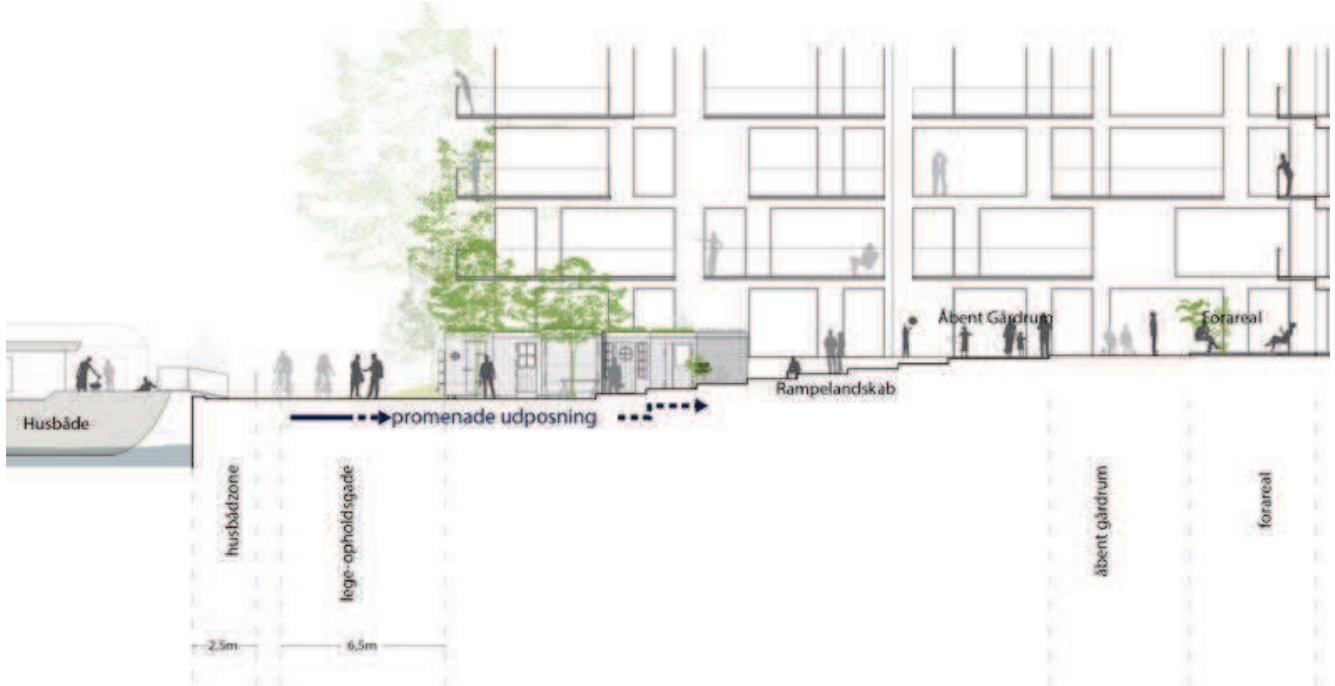 Åbent Gårdrum
Forareal
Rampelandskab
Husbåde
promenade udposning
husbådzone
lege-opholdsgade
åbent gårdrum
forareal
2,5m
6,5m